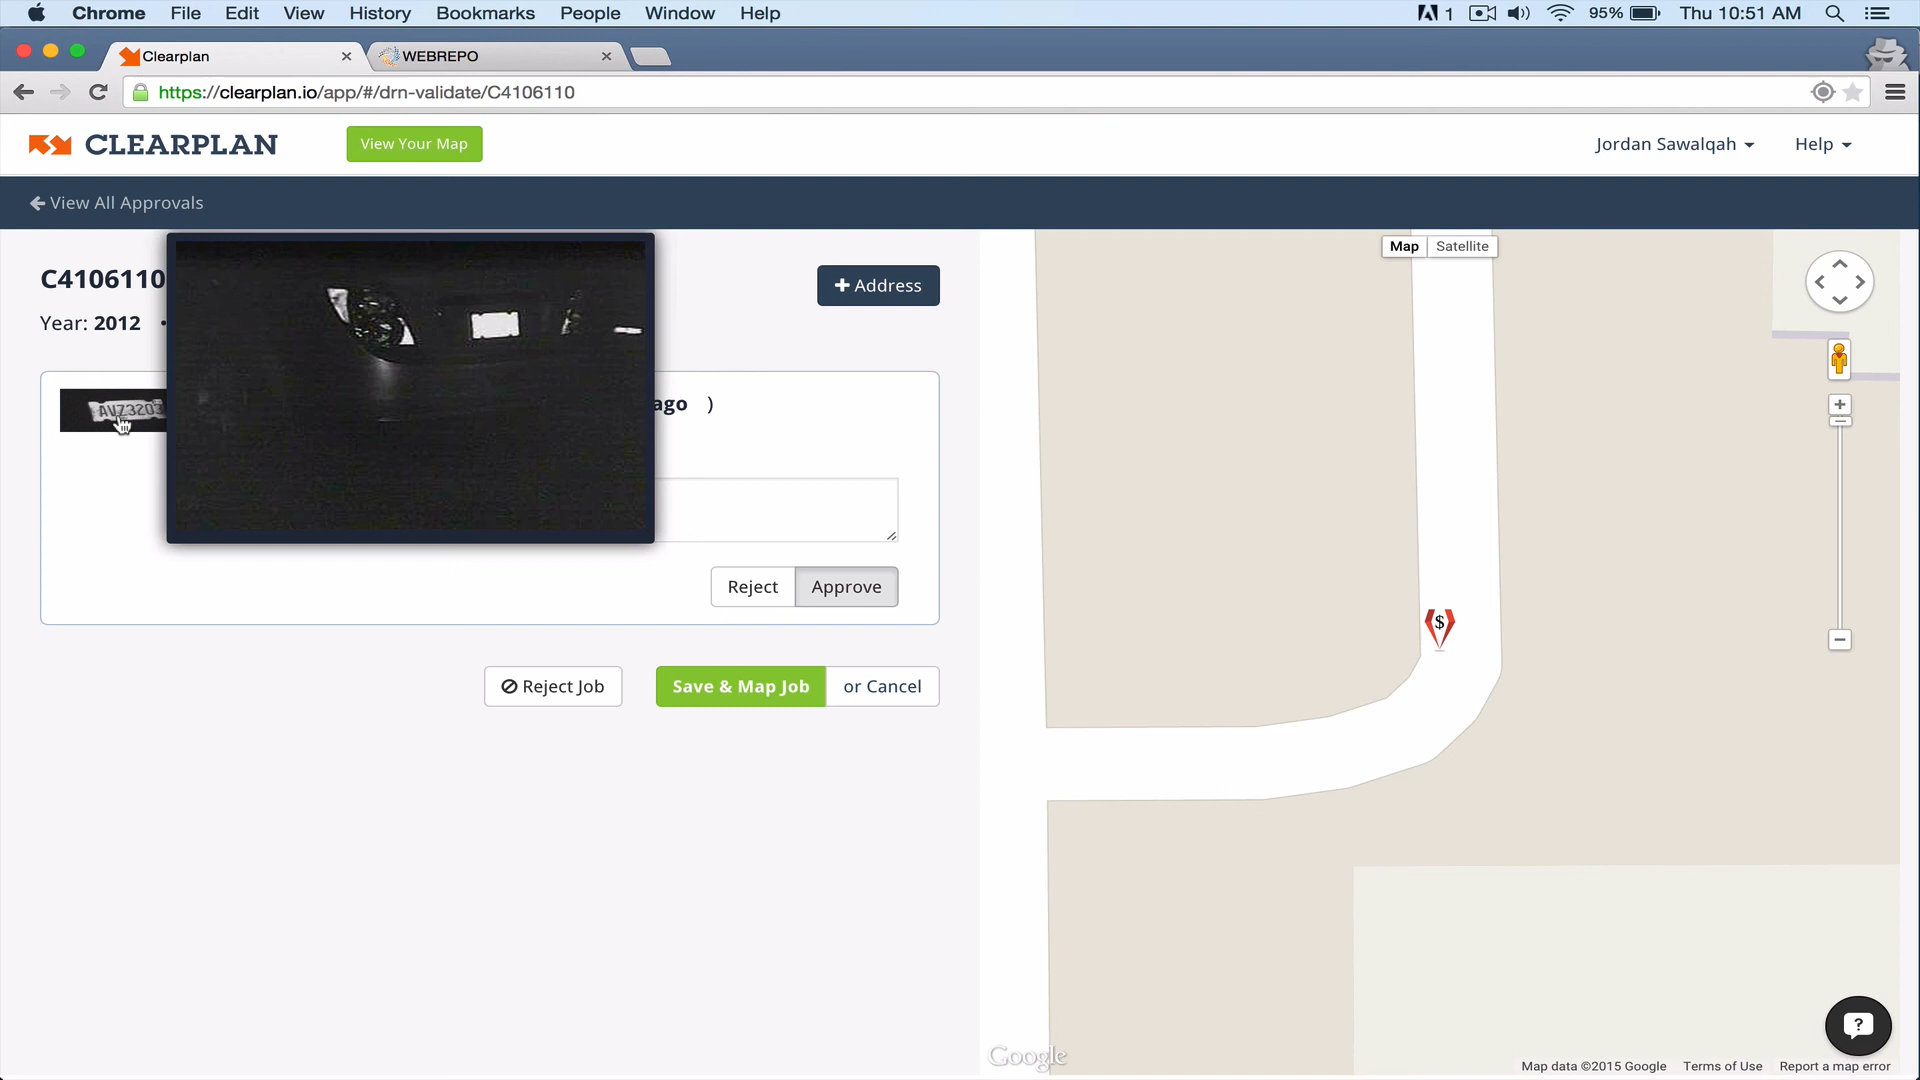 Chrome File Edit View History Bookmarks People Window Help 1 95% Thu 10:51 AM
Clearplan WEBREPO
https://clearplan.io/app/#/drn-validate/C4106110
CLEARPLAN View Your Map Jordan Sawalqah Help
View All Approvals
C4106110 + Address
Year: 2012 •
AVZ3203 ago )
Reject Approve
Reject Job Save & Map Job or Cancel
Map Satellite
$
Google
Map data ©2015 Google Terms of Use Report a map error